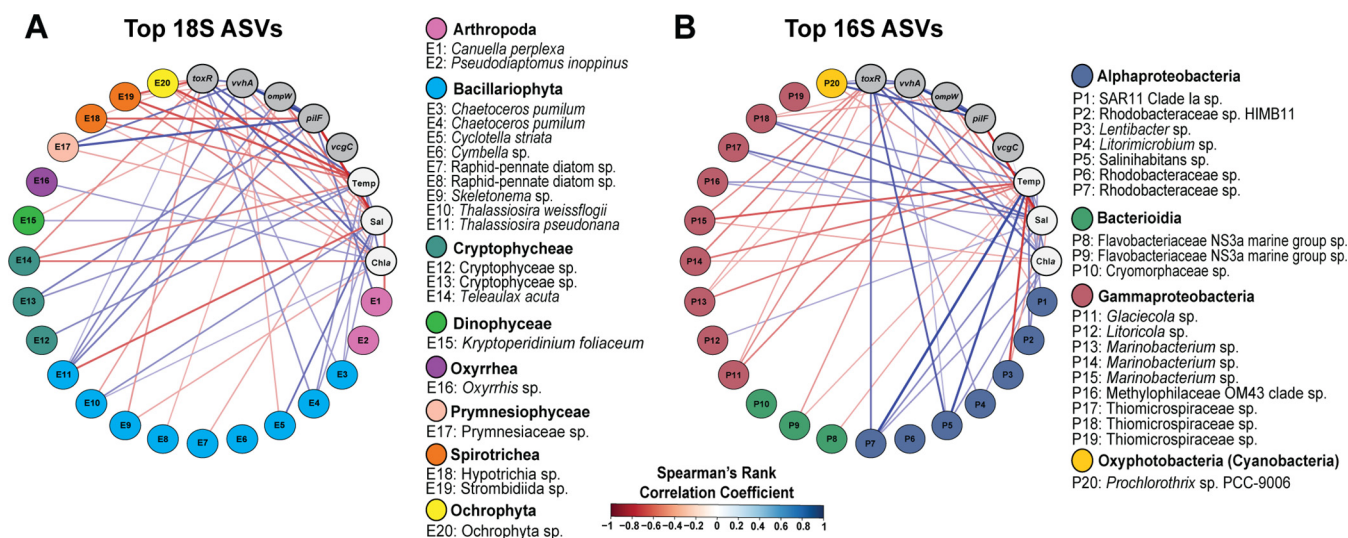 A
Top 18S ASVs
E20
toxR
vvhA
ompW
pilF
vcgC
Temp
Sal
Chla
E1
E2
E3
E4
E5
E6
E7
E8
E9
E10
E11
E12
E13
E14
E15
E16
E17
E18
E19
Arthropoda
E1: Canuella perplexa
E2: Pseudodiaptomus inoppinus
Bacillariophyta
E3: Chaetoceros pumilum
E4: Chaetoceros pumilum
E5: Cyclotella striata
E6: Cymbella sp.
E7: Raphid-pennate diatom sp.
E8: Raphid-pennate diatom sp.
E9: Skeletonema sp.
E10: Thalassiosira weissflogii
E11: Thalassiosira pseudonana
Cryptophycheae
E12: Cryptophyceae sp.
E13: Cryptophyceae sp.
E14: Teleaulax acuta
Dinophyceae
E15: Kryptoperidinium foliaceum
Oxyrrhea
E16: Oxyrrhis sp.
Prymnesiophyceae
E17: Prymnesiaceae sp.
Spirotrichea
E18: Hypotrichia sp.
E19: Strombidiida sp.
Ochrophyta
E20: Ochrophyta sp.
B
Top 16S ASVs
P20
toxR
vvhA
ompW
pilF
vcgC
Temp
Sal
Chla
P1
P2
P3
P4
P5
P6
P7
P8
P9
P10
P11
P12
P13
P14
P15
P16
P17
P18
P19
Alphaproteobacteria
P1: SAR11 Clade Ia sp.
P2: Rhodobacteraceae sp. HIMB11
P3: Lentibacter sp.
P4: Litorimicrobium sp.
P5: Salinihabitans sp.
P6: Rhodobacteraceae sp.
P7: Rhodobacteraceae sp.
Bacterioidia
P8: Flavobacteriaceae NS3a marine group sp.
P9: Flavobacteriaceae NS3a marine group sp.
P10: Cryomorphaceae sp.
Gammaproteobacteria
P11: Glaciecola sp.
P12: Litoricola sp.
P13: Marinobacterium sp.
P14: Marinobacterium sp.
P15: Marinobacterium sp.
P16: Methylophilaceae OM43 clade sp.
P17: Thiomicrospiraceae sp.
P18: Thiomicrospiraceae sp.
P19: Thiomicrospiraceae sp.
Oxyphotobacteria (Cyanobacteria)
P20: Prochlorothrix sp. PCC-9006
Spearman's Rank
Correlation Coefficient
−1 −0.8 −0.6 −0.4 −0.2 0 0.2 0.4 0.6 0.8 1